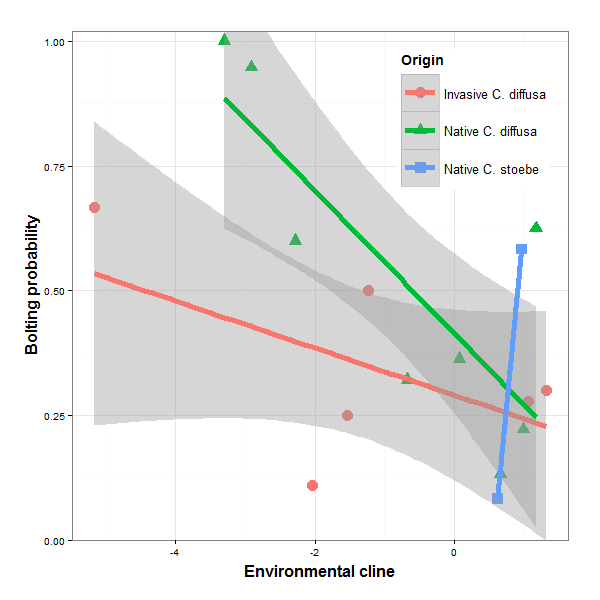 Origin
Invasive C. diffusa
Native C. diffusa
Native C. stoebe
1.00
0.75
0.50
0.25
0.00
Bolting probability
-4
-2
0
Environmental cline